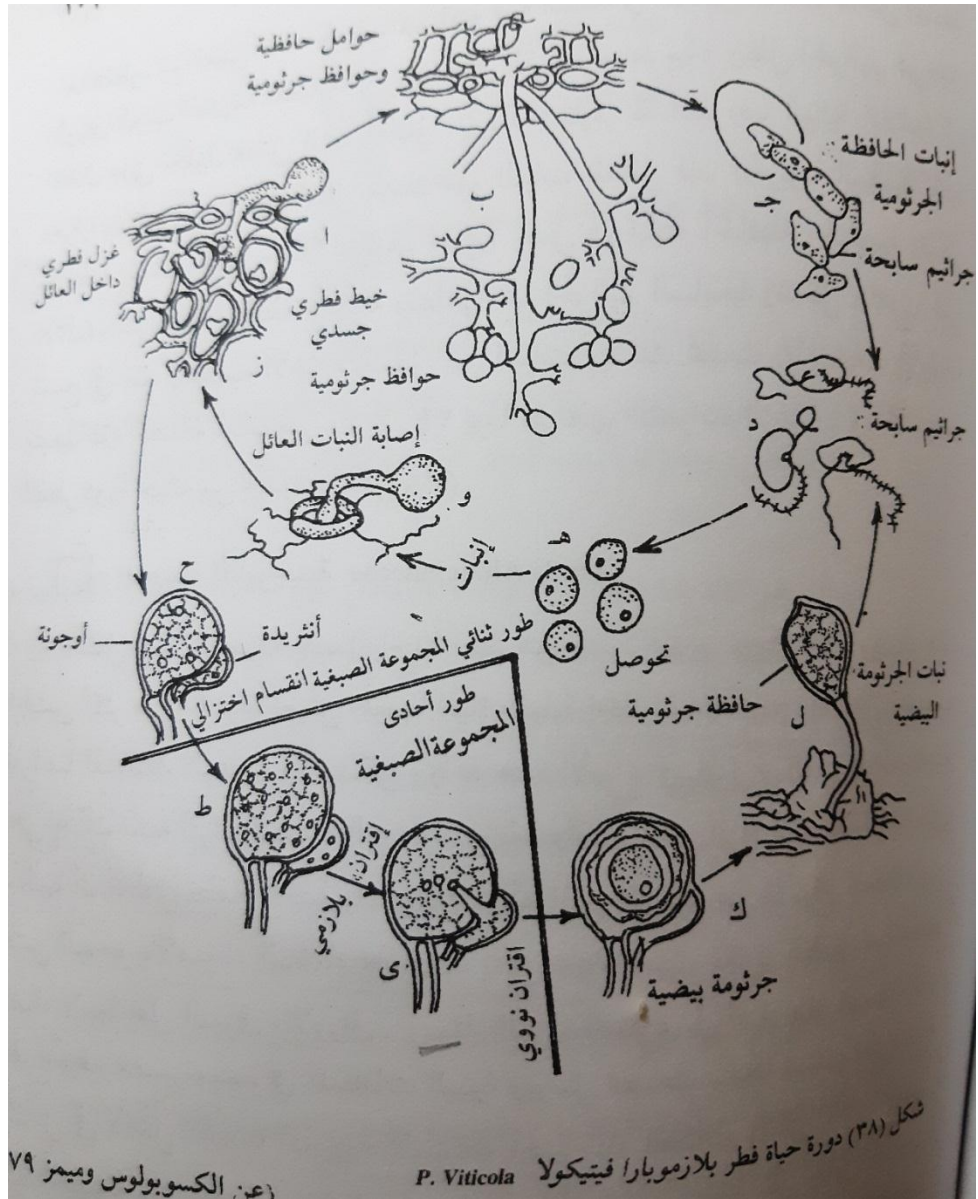 حوامل حافظية
وحوافظ جرثومية
ب
إنبات الحافظة
الجرثومية
جـ
جراثيم سابحة
غزل فطري
داخل العائل
ا
خيط فطري
جسدي
ز
حوافظ جرثومية
جراثيم سابحة
د
إصابة النبات العائل
و
إنبات
هـ
تحوصل
ح
أوجونة
أنثريدة
طور ثنائي المجموعة الصبغية انقسام اختزالي
طور أحادى
المجموعة الصبغية
نبات الجرثومة
البيضية
حافظة جرثومية
ل
ط
إقتران
بلازمي
ى
اقتران نووي
ك
جرثومة بيضية
شكل (٣٨) دورة حياة فطر بلازموبارا فيتيكولا P. Viticola
(عن الكسوبولوس وميمز ٧٩